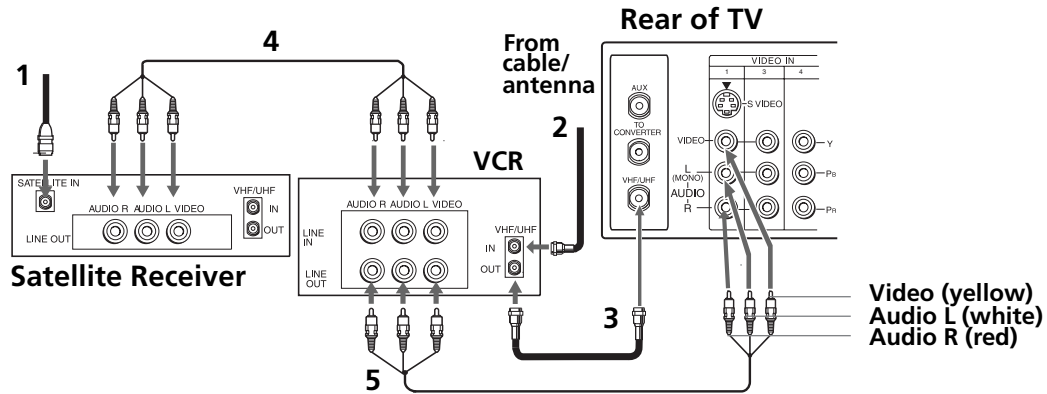 Rear of TV
4
From
cable/
antenna
1
2
VIDEO IN
1 3 4
AUX
S VIDEO
TO
CONVERTER
VIDEO
Y
VCR
L
(MONO)
PB
VHF/UHF
AUDIO
R
PR
SATELLITE IN
VHF/UHF
IN
OUT
AUDIO R AUDIO L VIDEO
LINE OUT
Satellite Receiver
AUDIO R AUDIO L VIDEO
LINE
IN
VHF/UHF
IN
OUT
LINE
OUT
3
Video (yellow)
Audio L (white)
Audio R (red)
5